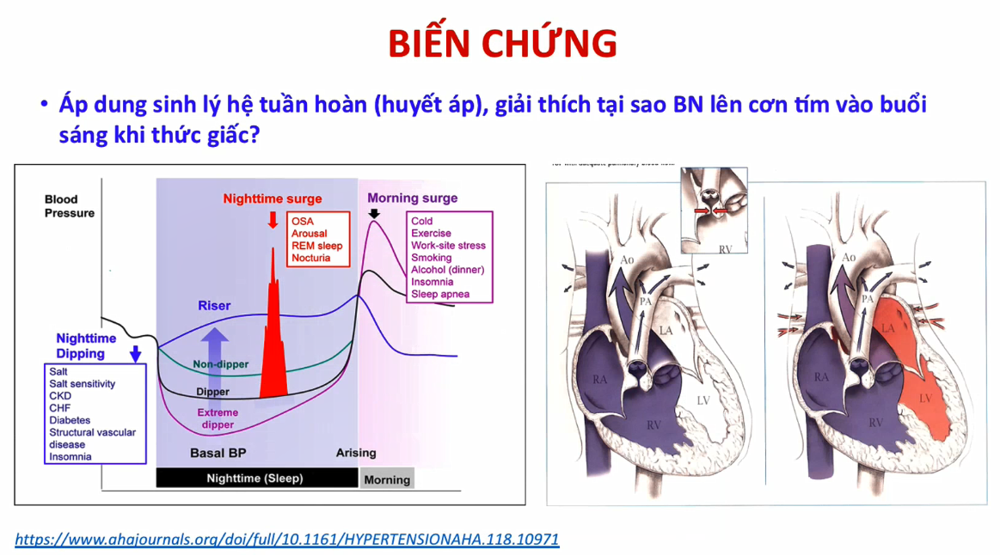 BIẾN CHỨNG
• Áp dụng sinh lý hệ tuần hoàn (huyết áp), giải thích tại sao BN lên cơn tím vào buổi
sáng khi thức giấc?
Blood
Pressure
Nighttime surge
OSA
Arousal
REM sleep
Nocturia
Morning surge
Cold
Exercise
Work-site stress
Smoking
Alcohol (dinner)
Insomnia
Sleep apnea
Riser
Nighttime
Dipping
Salt
Salt sensitivity
CKD
CHF
Diabetes
Structural vascular
disease
Insomnia
Non-dipper
Dipper
Extreme
dipper
Basal BP
Arising
Nighttime (Sleep)
Morning
RV
Ao
PA
LA
RA
LV
RV
Ao
PA
LA
RA
LV
RV
https://www.ahajournals.org/doi/full/10.1161/HYPERTENSIONAHA.118.10971